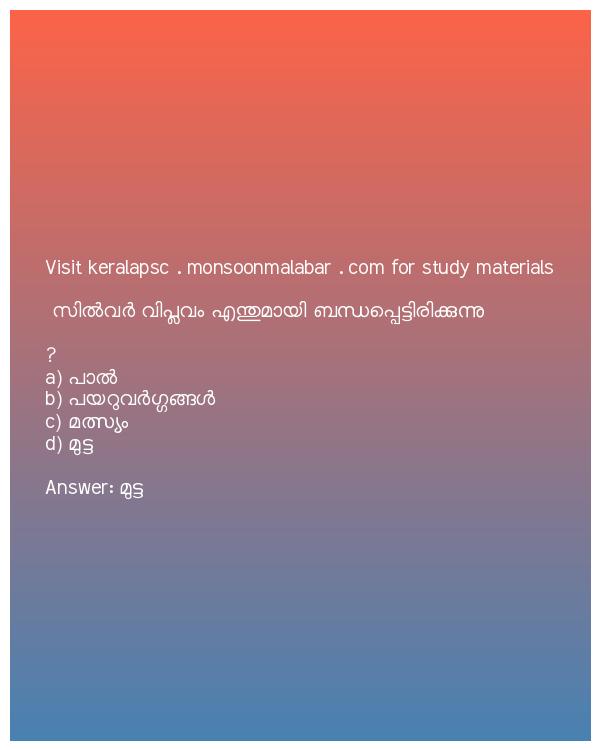 Visit keralapsc . monsoonmalabar . com for study materials
സിൽവർ വിപ്ലവം എന്തുമായി ബന്ധപ്പെട്ടിരിക്കുന്നു
?
a) പാൽ
b) പയറുവർഗ്ഗങ്ങൾ
c) മത്സ്യം
d) മുട്ട
Answer: മുട്ട